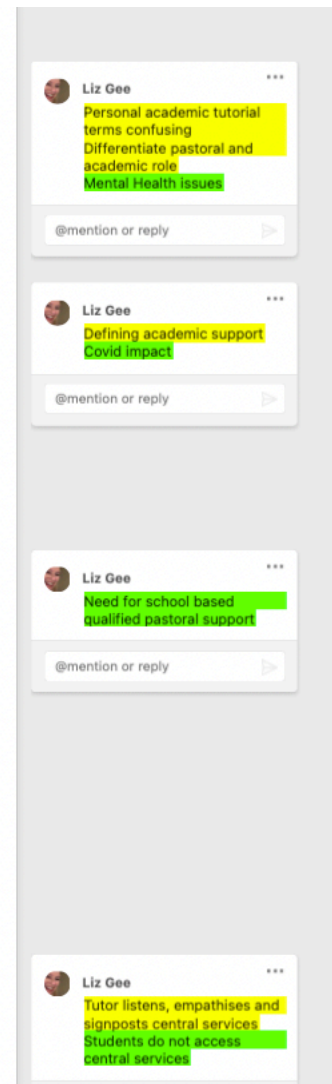 Liz Gee
Personal academic tutorial
terms confusing
Differentiate pastoral and
academic role
Mental Health issues
@mention or reply
Liz Gee
Defining academic support
Covid impact
@mention or reply
Liz Gee
Need for school based
qualified pastoral support
@mention or reply
Liz Gee
Tutor listens, empathises and
signposts central services
Students do not access
central services